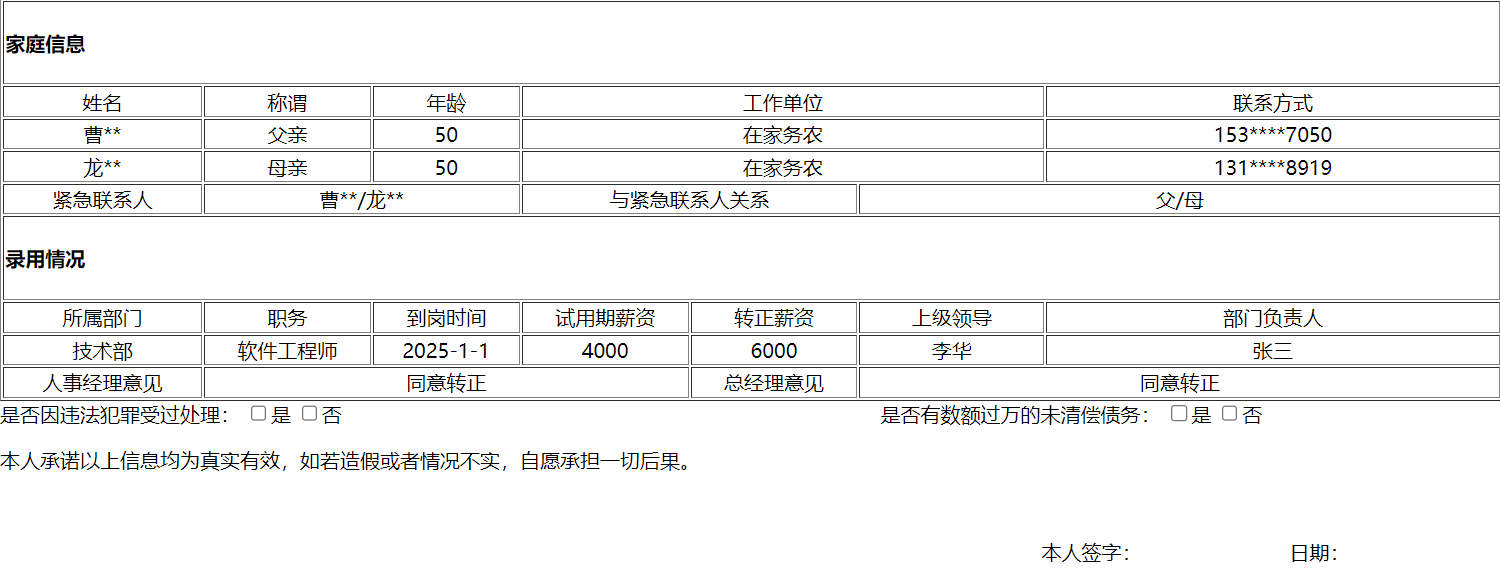 家庭信息
姓名 称谓 年龄 工作单位 联系方式
曹** 父亲 50 在家务农 153****7050
龙** 母亲 50 在家务农 131****8919
紧急联系人 曹**/龙** 与紧急联系人关系 父/母
录用情况
所属部门 职务 到岗时间 试用期薪资 转正薪资 上级领导 部门负责人
技术部 软件工程师 2025-1-1 4000 6000 李华 张三
人事经理意见 同意转正 总经理意见 同意转正
是否因违法犯罪受过处理： 是 否 是否有数额过万的未清偿债务： 是 否
本人承诺以上信息均为真实有效，如若造假或者情况不实，自愿承担一切后果。
本人签字： 日期：